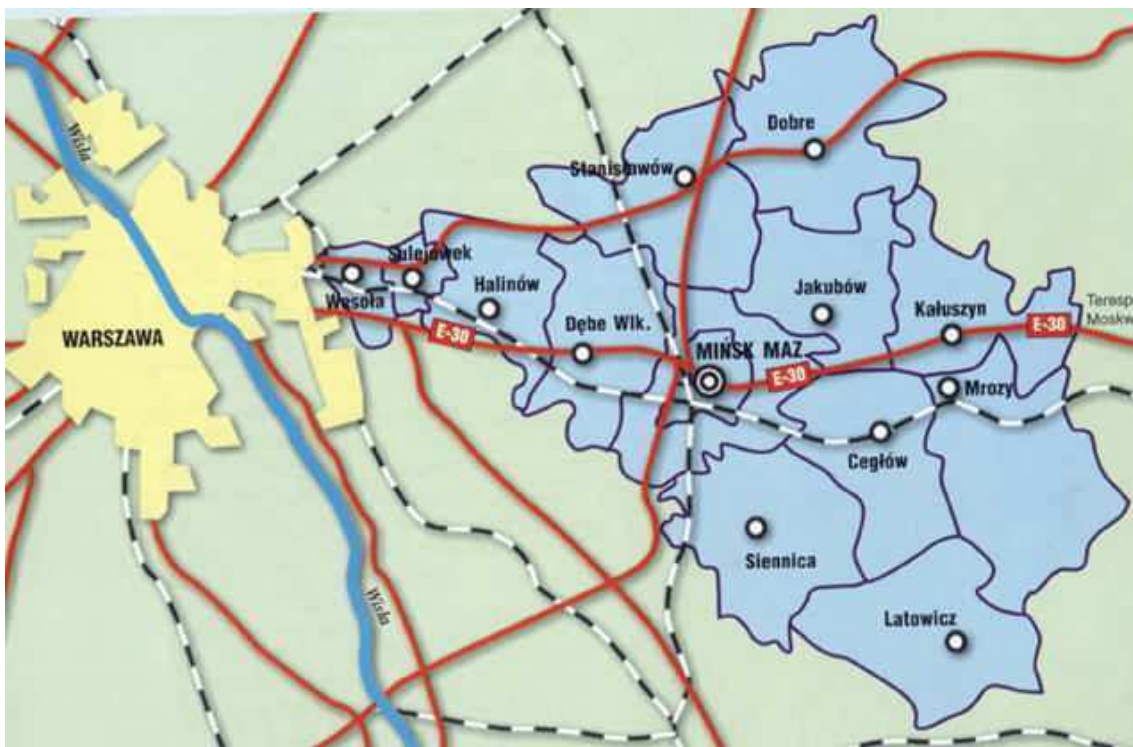 Wisła
Dobre
Stanisławów
Sulejówek
Wesoła
Halinów
Jakubów
Kałuszyn
Teresp
Moskw
WARSZAWA
E-30
Dębe Wlk.
E-30
MIŃSK MAZ
E-30
Mrozy
Cegłów
Siennica
Wisła
Latowicz